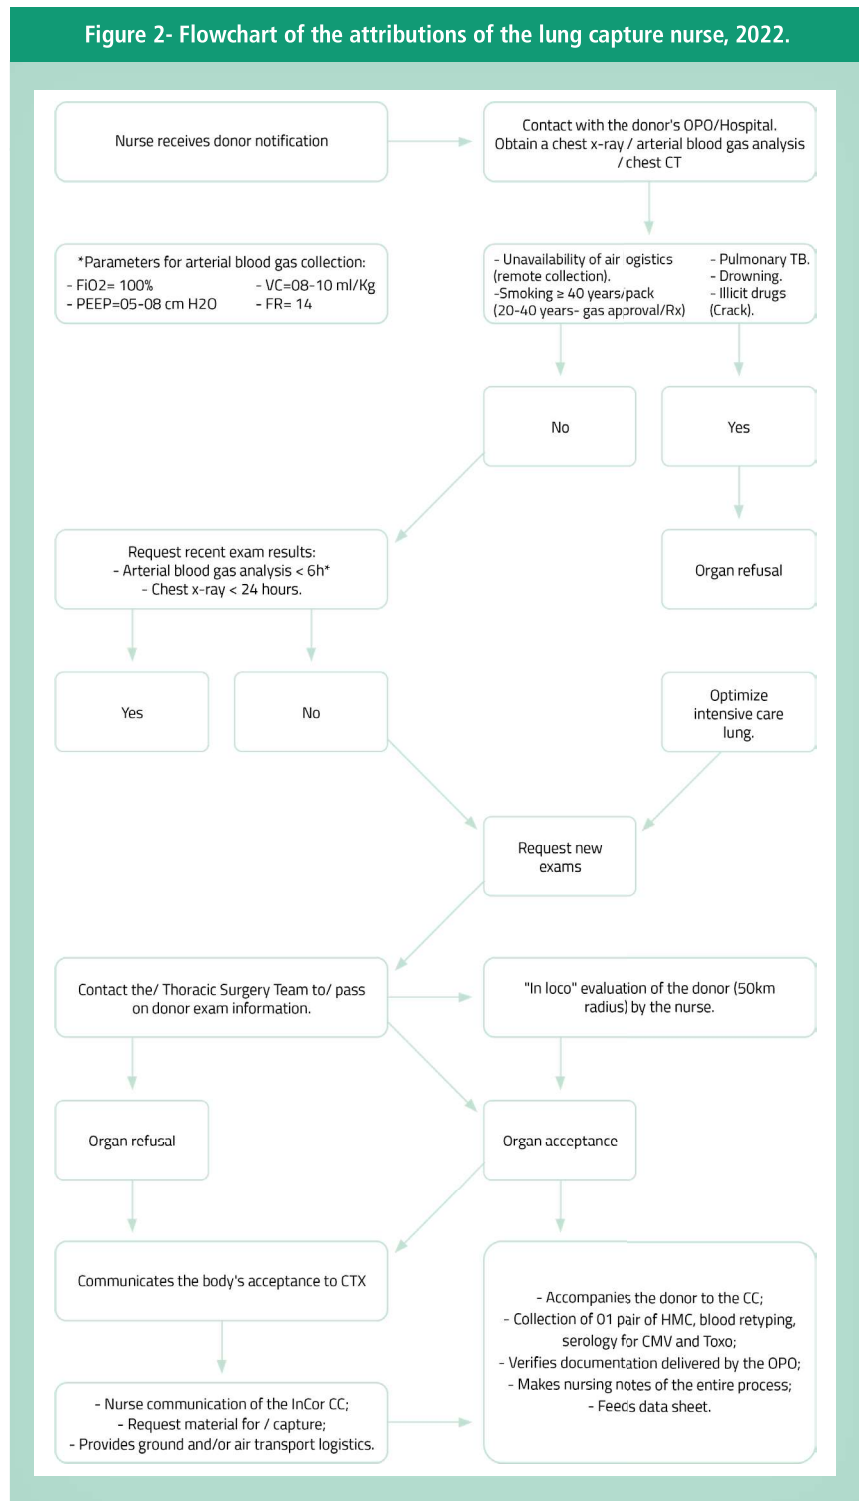 Figure 2- Flowchart of the attributions of the lung capture nurse, 2022.
Nurse receives donor notification
Contact with the donor's OPO/Hospital.
Obtain a chest x-ray / arterial blood gas analysis
/ chest CT
*Parameters for arterial blood gas collection:
- FiO2= 100%
- PEEP=05-08 cm H2O
- VC=08-10 ml/Kg
- FR= 14
- Unavailability of air logistics
(remote collection).
-Smoking ≥ 40 years/pack
(20-40 years- gas approval/Rx)
- Pulmonary TB.
- Drowning.
- Illicit drugs
(Crack).
No
Yes
Request recent exam results:
- Arterial blood gas analysis < 6h*
- Chest x-ray < 24 hours.
Organ refusal
Yes
No
Optimize
intensive care
lung.
Request new
exams
Contact the/ Thoracic Surgery Team to/ pass
on donor exam information.
"In loco" evaluation of the donor (50km
radius) by the nurse.
Organ refusal
Organ acceptance
Communicates the body's acceptance to CTX
- Accompanies the donor to the CC;
- Collection of 01 pair of HMC, blood retyping,
serology for CMV and Toxo;
- Verifies documentation delivered by the OPO;
- Makes nursing notes of the entire process;
- Feeds data sheet.
- Nurse communication of the InCor CC;
- Request material for / capture;
- Provides ground and/or air transport logistics.